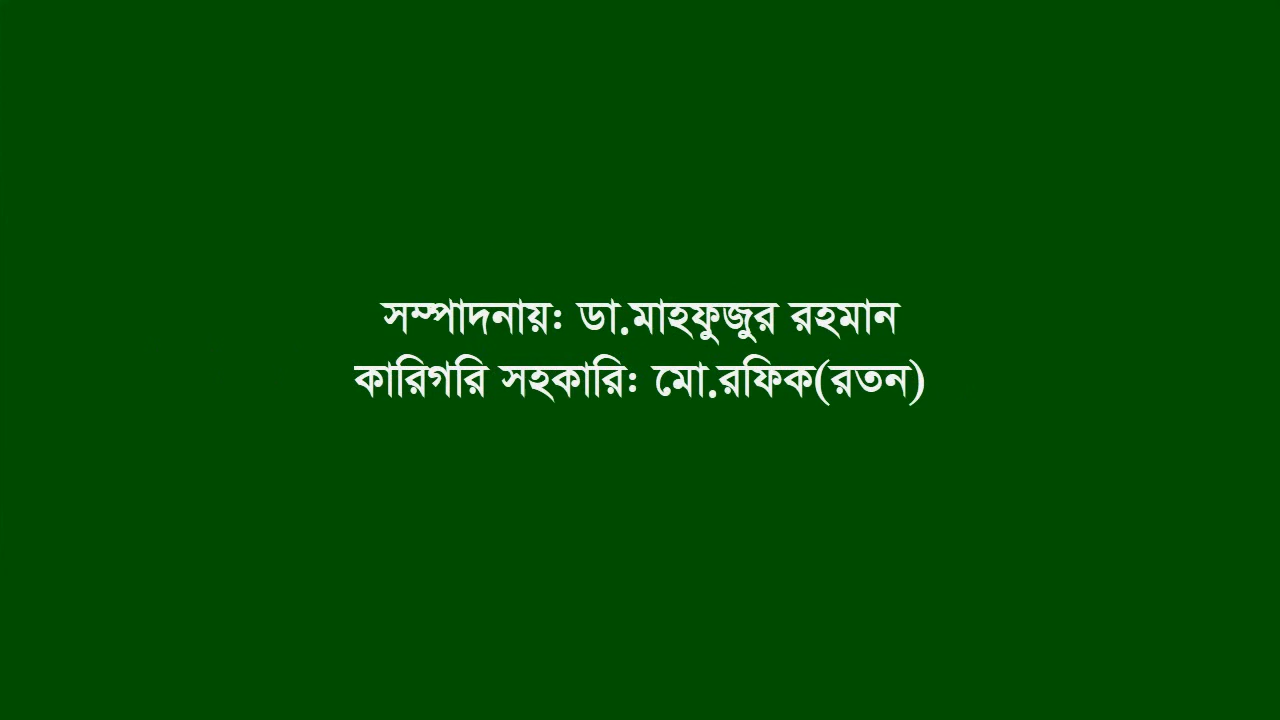 সম্পাদনায়ঃ ডা.মাহফুজুর রহমান
কারিগরি সহকারিঃ মো.রফিক(রতন)